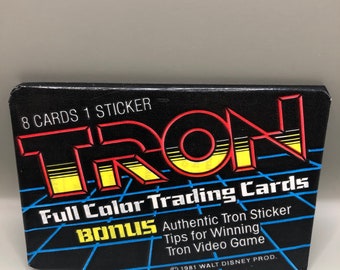 8 CARDS 1 STICKER
TRON
Full Color Trading Cards
BONUS Authentic Tron Sticker
Tips for Winning
Tron Video Game
© 1981 WALT DISNEY PROD.